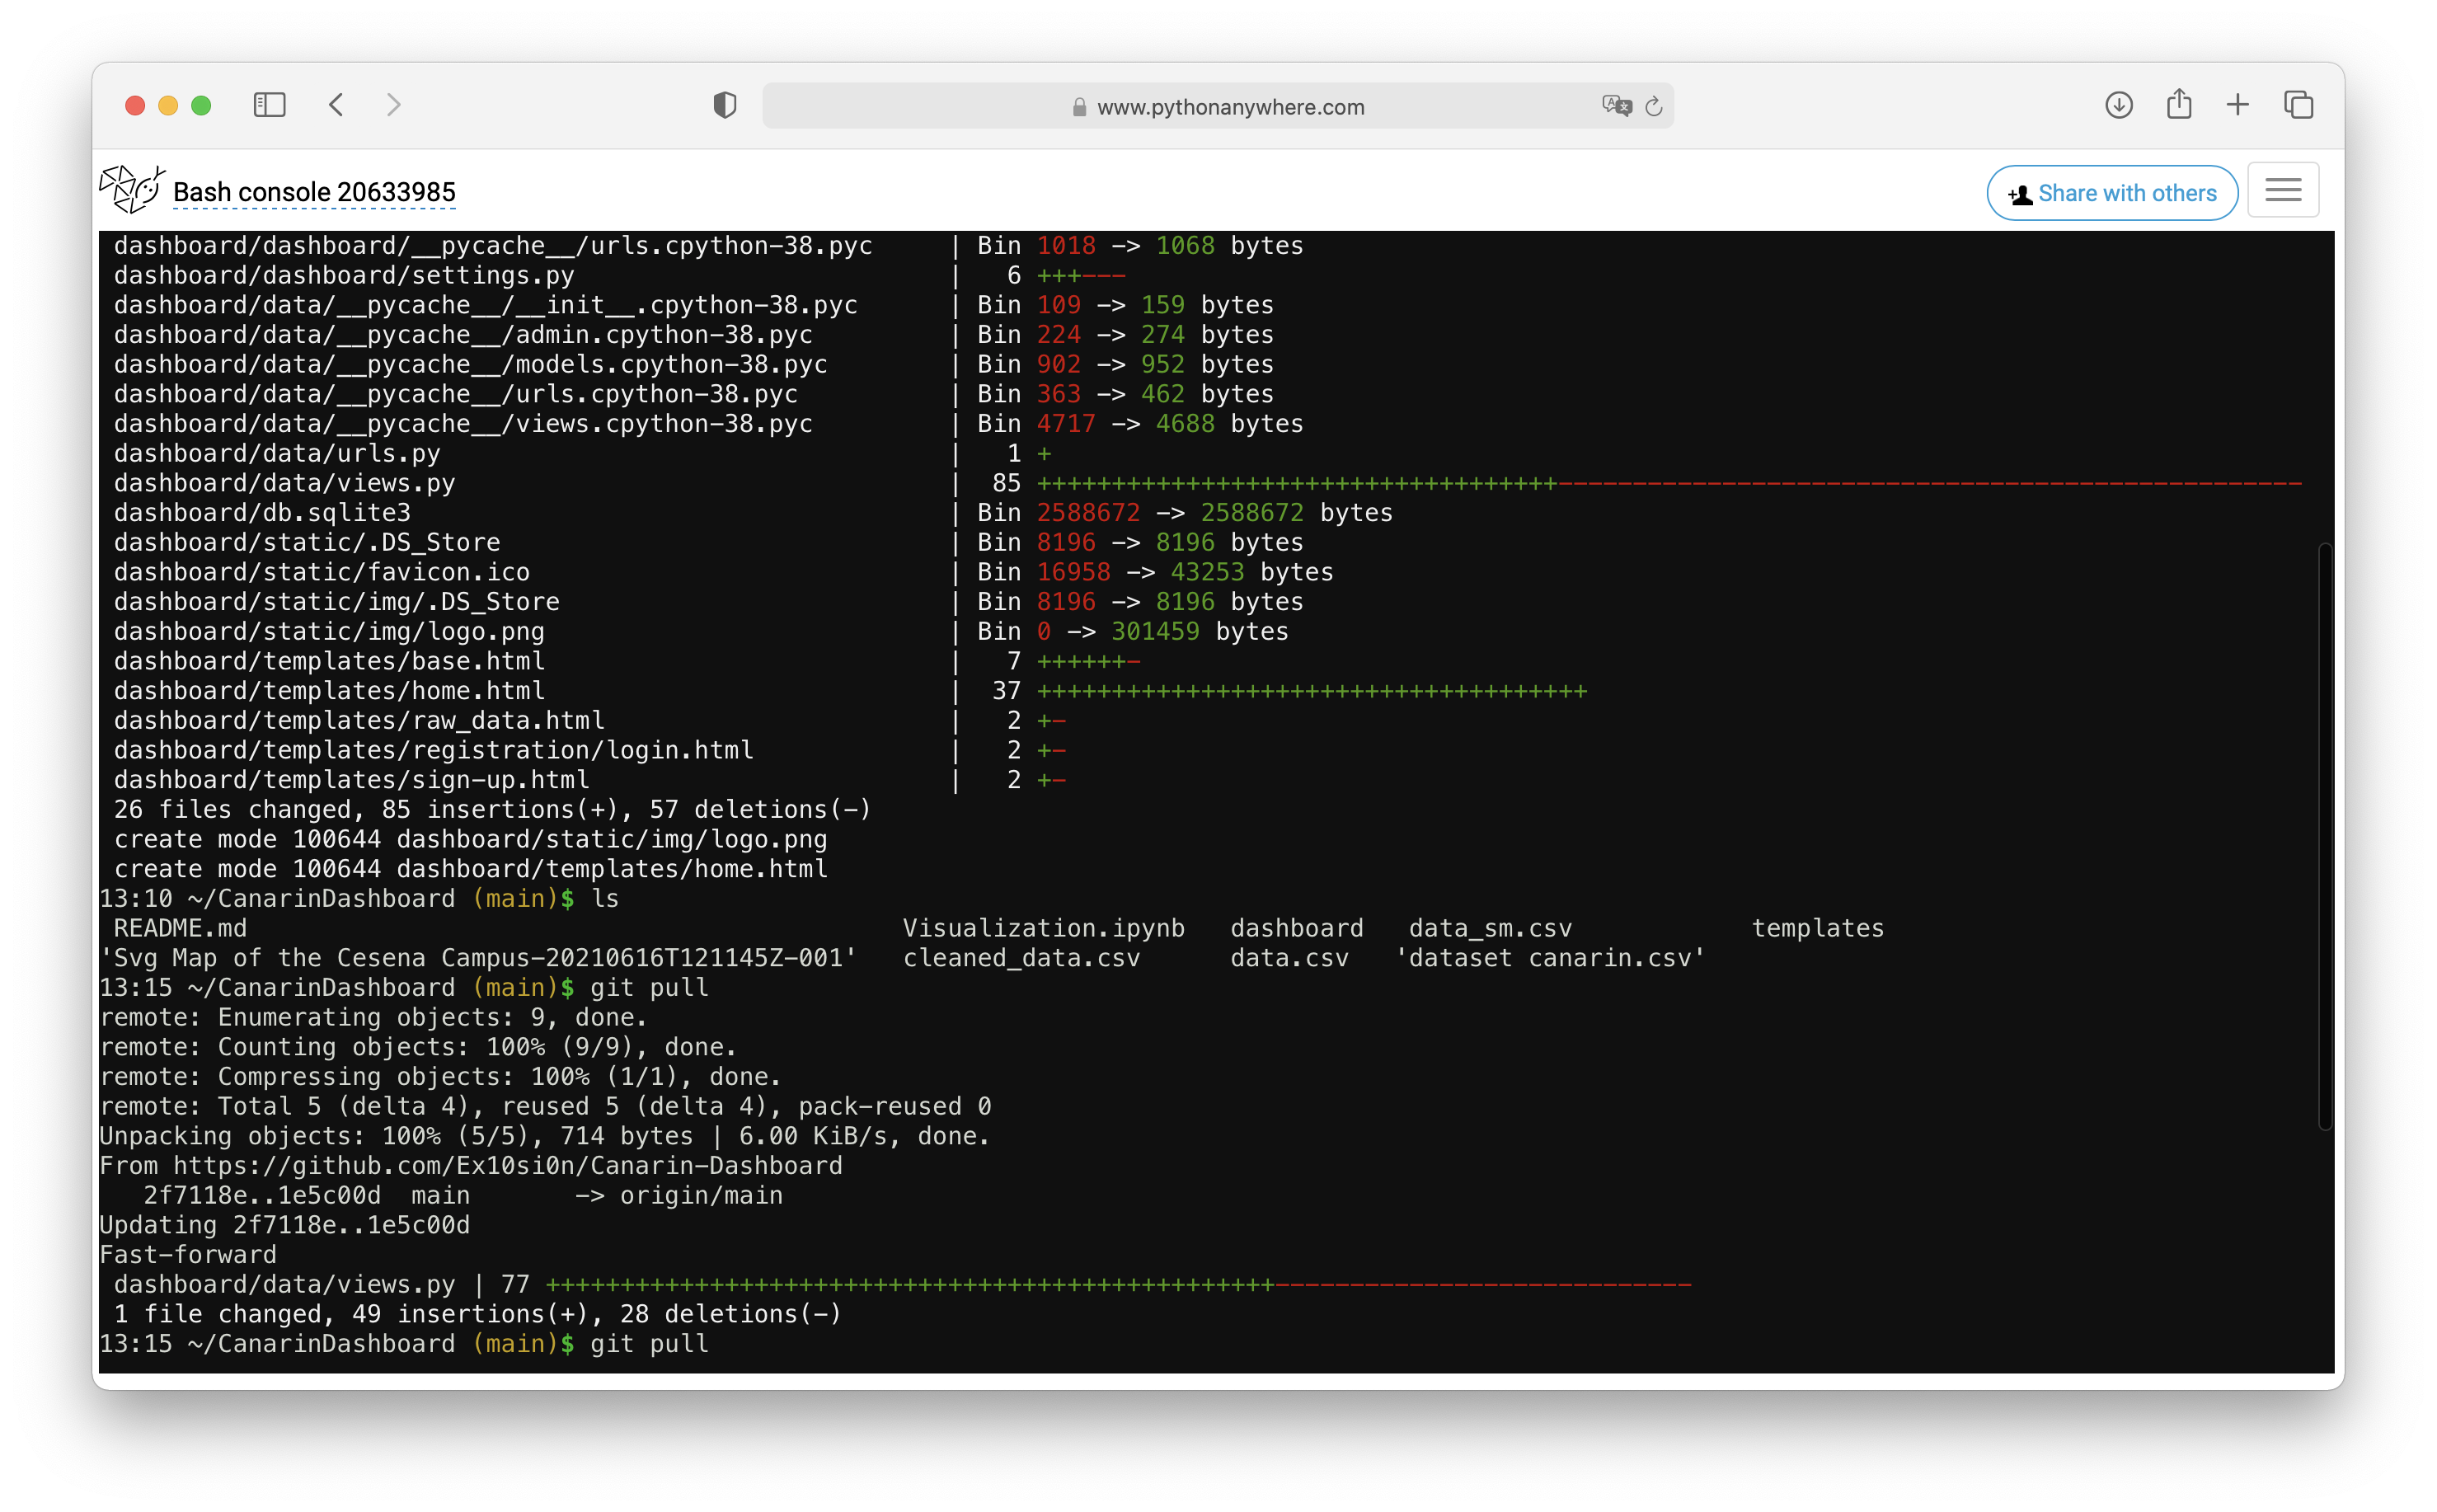 www.pythonanywhere.com
Bash console 20633985
Share with others
dashboard/dashboard/__pycache__/urls.cpython-38.pyc | Bin 1018 -> 1068 bytes
dashboard/dashboard/settings.py | 6 +++---
dashboard/data/__pycache__/__init__.cpython-38.pyc | Bin 109 -> 159 bytes
dashboard/data/__pycache__/admin.cpython-38.pyc | Bin 224 -> 274 bytes
dashboard/data/__pycache__/models.cpython-38.pyc | Bin 902 -> 952 bytes
dashboard/data/__pycache__/urls.cpython-38.pyc | Bin 363 -> 462 bytes
dashboard/data/__pycache__/views.cpython-38.pyc | Bin 4717 -> 4688 bytes
dashboard/data/urls.py | 1 +
dashboard/data/views.py | 85 +++++++++++++++++++++++++++++++++++--------------------------------------------------
dashboard/db.sqlite3 | Bin 2588672 -> 2588672 bytes
dashboard/static/.DS_Store | Bin 8196 -> 8196 bytes
dashboard/static/favicon.ico | Bin 16958 -> 43253 bytes
dashboard/static/img/.DS_Store | Bin 8196 -> 8196 bytes
dashboard/static/img/logo.png | Bin 0 -> 301459 bytes
dashboard/templates/base.html | 7 ++++++-
dashboard/templates/home.html | 37 +++++++++++++++++++++++++++++++++++++
dashboard/templates/raw_data.html | 2 +-
dashboard/templates/registration/login.html | 2 +-
dashboard/templates/sign-up.html | 2 +-
26 files changed, 85 insertions(+), 57 deletions(-)
create mode 100644 dashboard/static/img/logo.png
create mode 100644 dashboard/templates/home.html
13:10 ~/CanarinDashboard (main)$ ls
README.md Visualization.ipynb dashboard data_sm.csv templates
'Svg Map of the Cesena Campus-20210616T121145Z-001' cleaned_data.csv data.csv 'dataset canarin.csv'
13:15 ~/CanarinDashboard (main)$ git pull
remote: Enumerating objects: 9, done.
remote: Counting objects: 100% (9/9), done.
remote: Compressing objects: 100% (1/1), done.
remote: Total 5 (delta 4), reused 5 (delta 4), pack-reused 0
Unpacking objects: 100% (5/5), 714 bytes | 6.00 KiB/s, done.
From https://github.com/Ex10si0n/Canarin-Dashboard
2f7118e..1e5c00d main -> origin/main
Updating 2f7118e..1e5c00d
Fast-forward
dashboard/data/views.py | 77 +++++++++++++++++++++++++++++++++++++++++++++++++----------------------------
1 file changed, 49 insertions(+), 28 deletions(-)
13:15 ~/CanarinDashboard (main)$ git pull